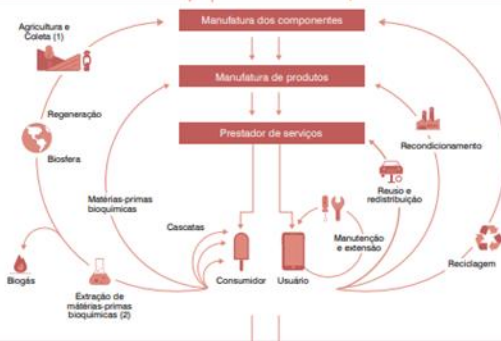 Manufatura dos componentes
Agricultura e
Coleta (1)
Manufatura de produtos
Regeneração
Prestador de serviços
Recondicionamento
Biosfera
Reuso e
redistribuição
Matérias-primas
bioquímicas
Cascatas
Manutenção
e extensão
Reciclagem
Biogás
Consumidor
Usuário
Extração de
mátérias-primas
bioquímicas (2)